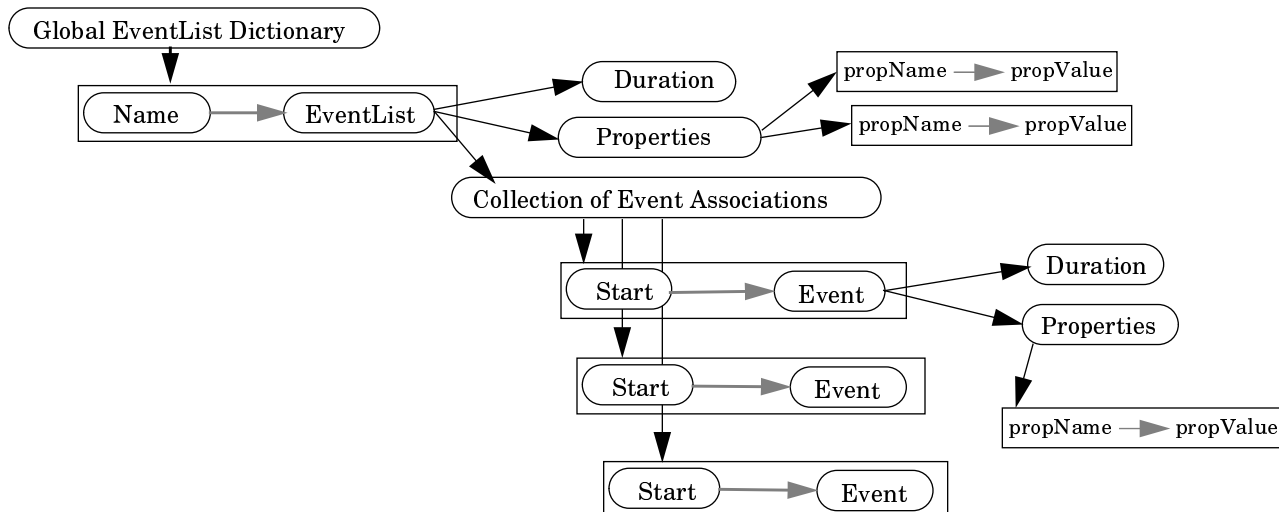 Global EventList Dictionary
Name
EventList
Duration
Properties
propName
propValue
propName
propValue
Collection of Event Associations
Start
Event
Duration
Properties
propName
propValue
Start
Event
Start
Event